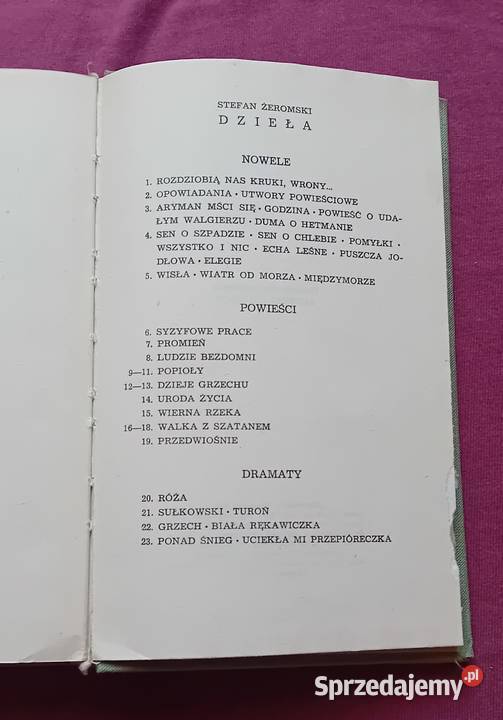 STEFAN ŻEROMSKI
DZIEŁA
NOWELE
1. ROZDZIOBIĄ NAS KRUKI, WRONY...
2. OPOWIADANIA · UTWORY POWIEŚCIOWE
3. ARYMAN MŚCI SIĘ · GODZINA · POWIEŚĆ O UDA-
ŁYM WALGIERZU · DUMA O HETMANIE
4. SEN O SZPADZIE · SEN O CHLEBIE · POMYŁKI ·
WSZYSTKO I NIC · ECHA LEŚNE · PUSZCZA JO-
DŁOWA · ELEGIE
5. WISŁA · WIATR OD MORZA · MIĘDZYMORZE
POWIEŚCI
6. SYZYFOWE PRACE
7. PROMIEŃ
8. LUDZIE BEZDOMNI
9—11. POPIOŁY
12—13. DZIEJE GRZECHU
14. URODA ŻYCIA
15. WIERNA RZEKA
16—18. WALKA Z SZATANEM
19. PRZEDWIOŚNIE
DRAMATY
20. RÓŻA
21. SUŁKOWSKI · TUROŃ
22. GRZECH · BIAŁA RĘKAWICZKA
23. PONAD ŚNIEG · UCIEKŁA MI PRZEPIÓRECZKA
Sprzedajemy.pl